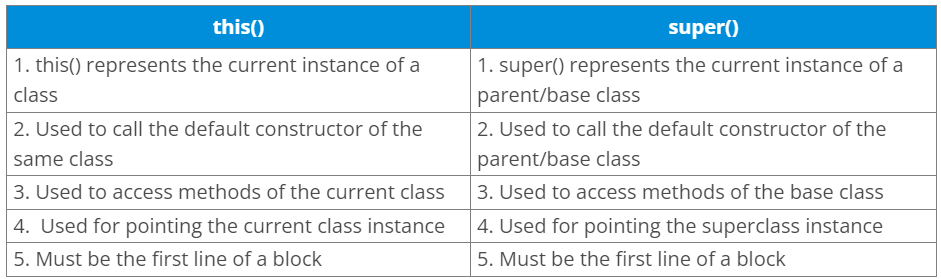 this()
super()
1. this() represents the current instance of a
class
1. super() represents the current instance of a
parent/base class
2. Used to call the default constructor of the
same class
2. Used to call the default constructor of the
parent/base class
3. Used to access methods of the current class
3. Used to access methods of the base class
4.  Used for pointing the current class instance
4. Used for pointing the superclass instance
5. Must be the first line of a block
5. Must be the first line of a block